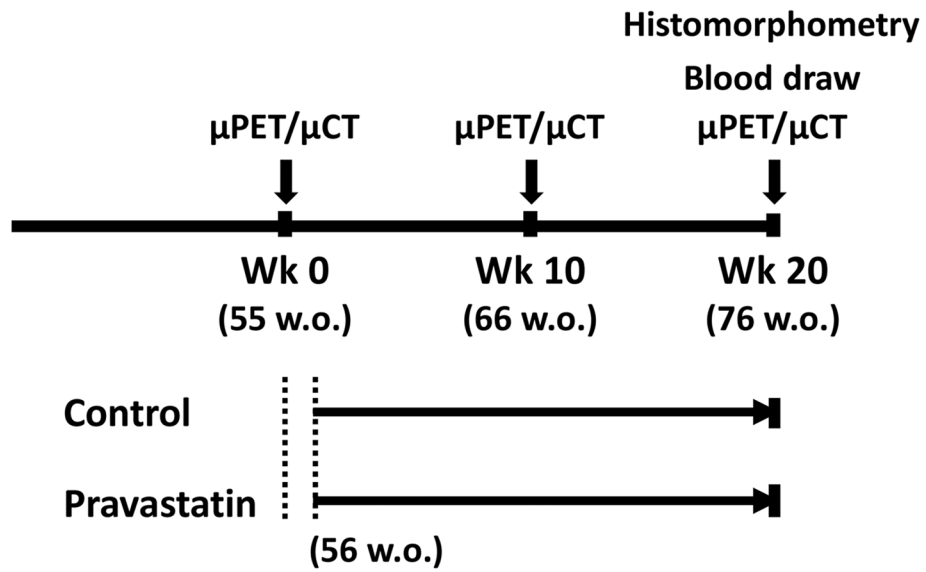 Histomorphometry
Blood draw
μPET/μCT μPET/μCT μPET/μCT
Wk 0 Wk 10 Wk 20
(55 w.o.) (66 w.o.) (76 w.o.)
Control
Pravastatin
(56 w.o.)